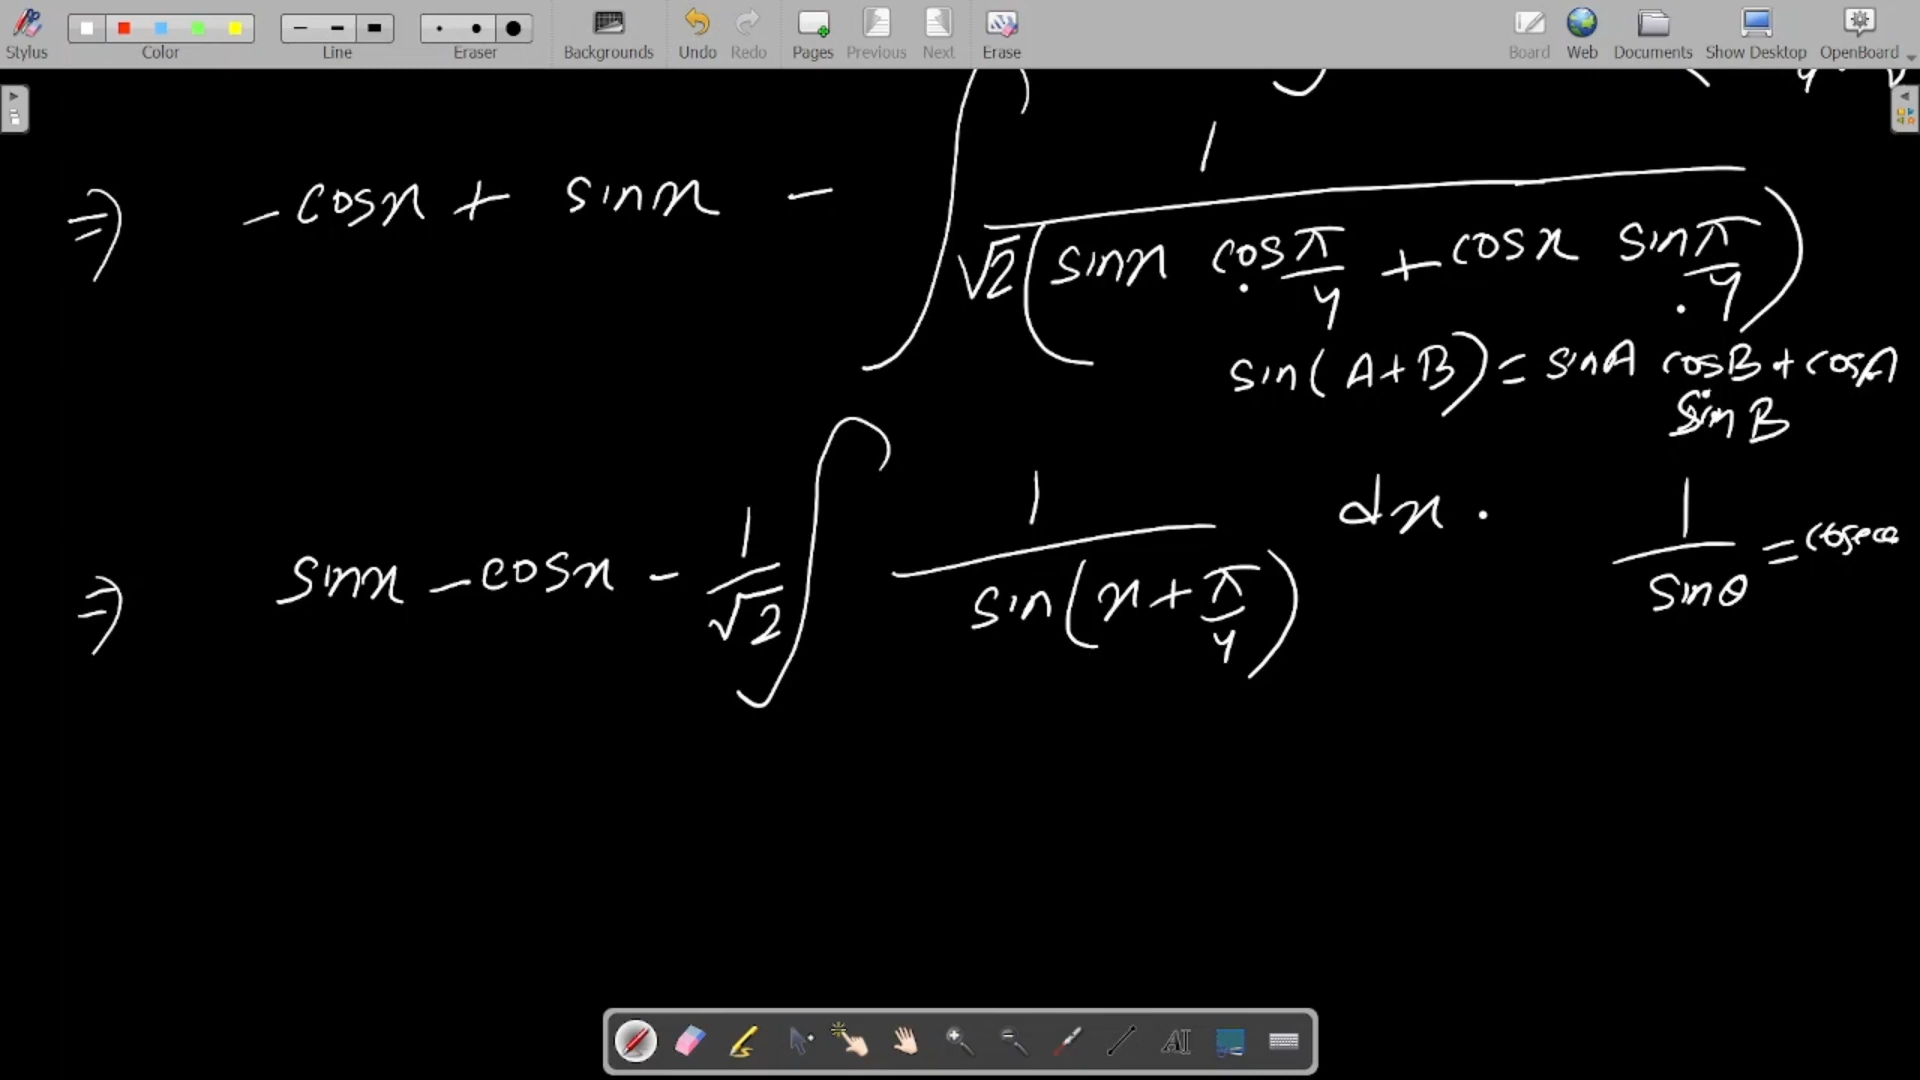 Stylus Color Line Eraser Backgrounds Undo Redo Pages Previous Next Erase Board Web Documents Show Desktop OpenBoard
⇒ -cosx + sinx - ∫ 1 / √2 (sinx cos π/4 + cosx sin π/4)
sin(A+B) = sinA cosB + cosA
sin B
⇒ sinx - cosx - 1/√2 ∫ 1 / sin(x + π/4) dx .
1 / sinθ =